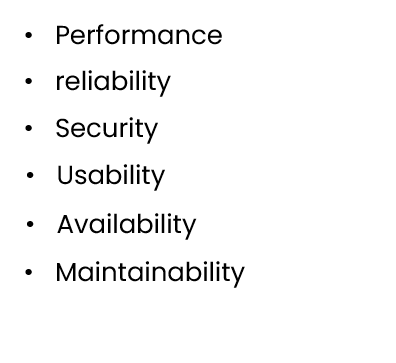 • Performance
• reliability
• Security
• Usability
• Availability
• Maintainability